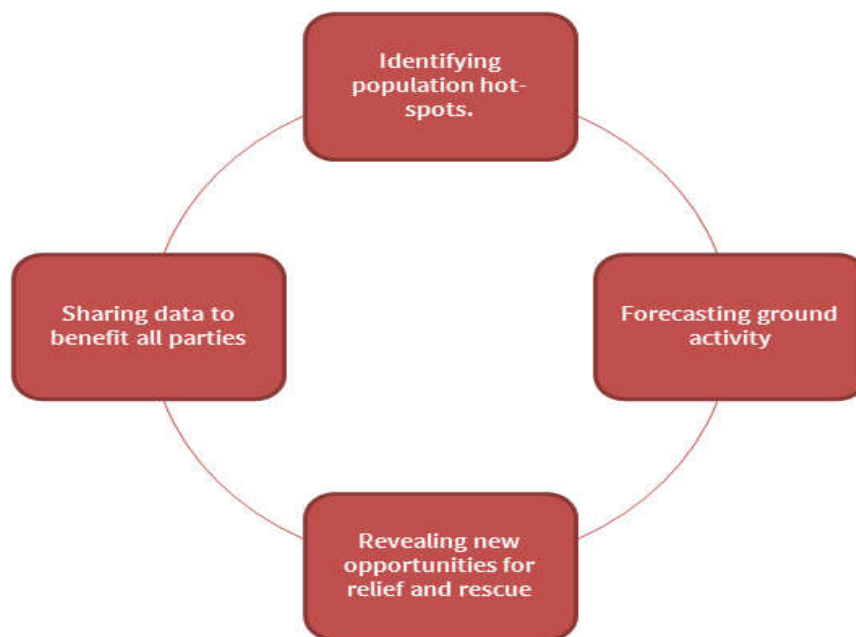 Identifying
population hot-
spots.
Sharing data to
benefit all parties
Forecasting ground
activity
Revealing new
opportunities for
relief and rescue